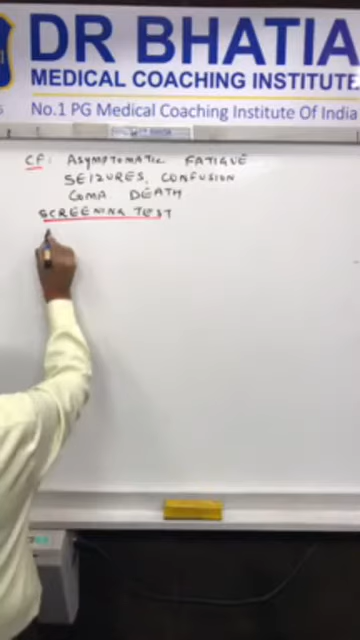 DR BHATIA
MEDICAL COACHING INSTITUTE
No.1 PG Medical Coaching Institute Of India
CF: ASYMPTOMATIC FATIGUE
SEIZURES, CONFUSION
COMA DEATH
SCREENING TEST